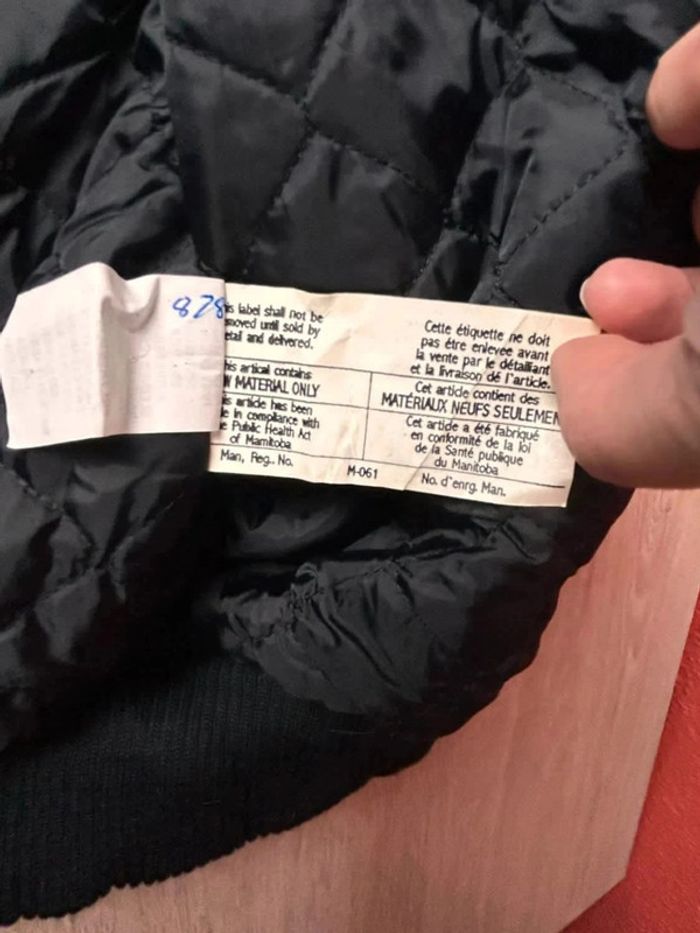 828
is label shall not be
moved until sold by
etail and delivered.
his artical contains
W MATERIAL ONLY
is article has been
e in compliance with
e Public Health Act
of Mamitoba
Man, Reg.. No.
M-061
Cette étiquette ne doit
pas étre enlevée avant
la vente par le détaillant
et la livraison dé l'article.
Cet article contient des
MATÉRIAUX NEUFS SEULEMEN
Cet article a été fabriqué
en conformité de la loi
de la Santé publique
du Manitoba
No. d'enrg. Man.